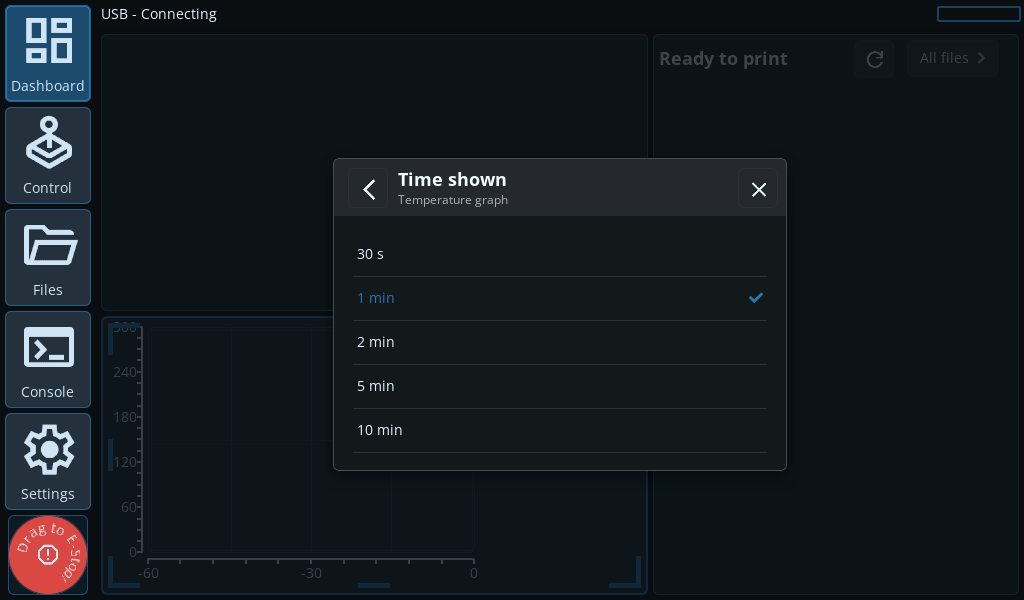 USB - Connecting
Dashboard
Control
Files
Console
Settings
Drag to E-Stop!
Ready to print
All files
Time shown
Temperature graph
30 s
1 min
2 min
5 min
10 min
300
240
180
120
60
0
-60
-30
0